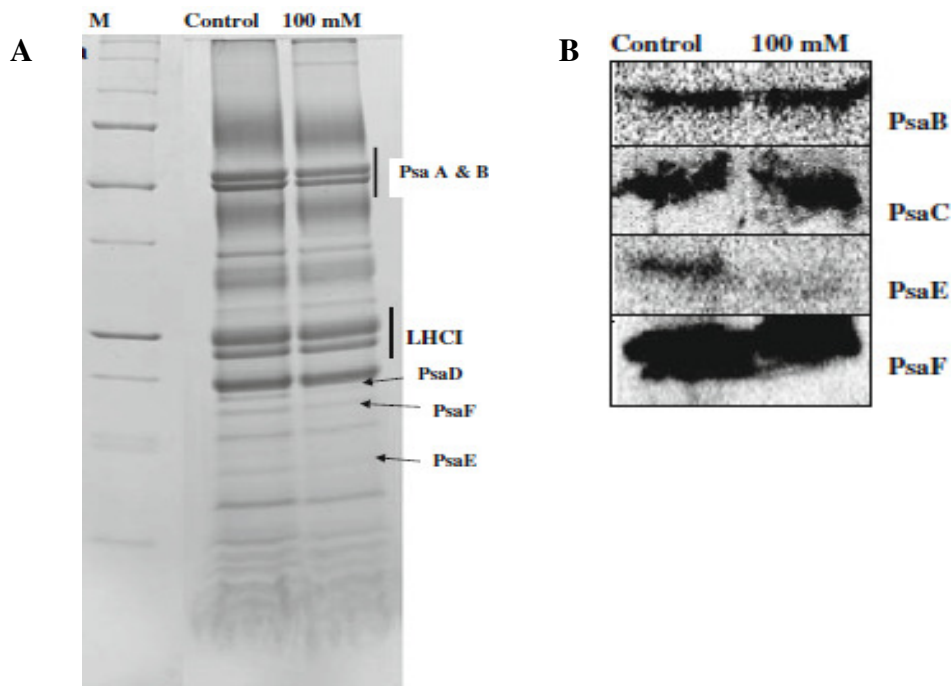 A
M Control 100 mM
a
Psa A & B
LHCI
PsaD
PsaF
PsaE
B
Control 100 mM
PsaB
PsaC
PsaE
PsaF